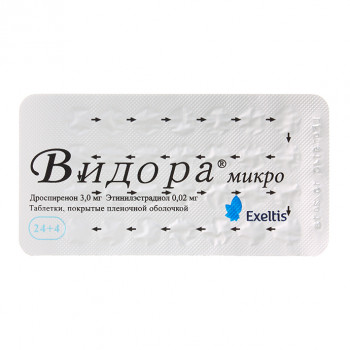 Видора® микро
Дроспиренон 3,0 мг Этинилэстрадиол 0,02 мг
Таблетки, покрытые пленочной оболочкой
24+4
Exeltis